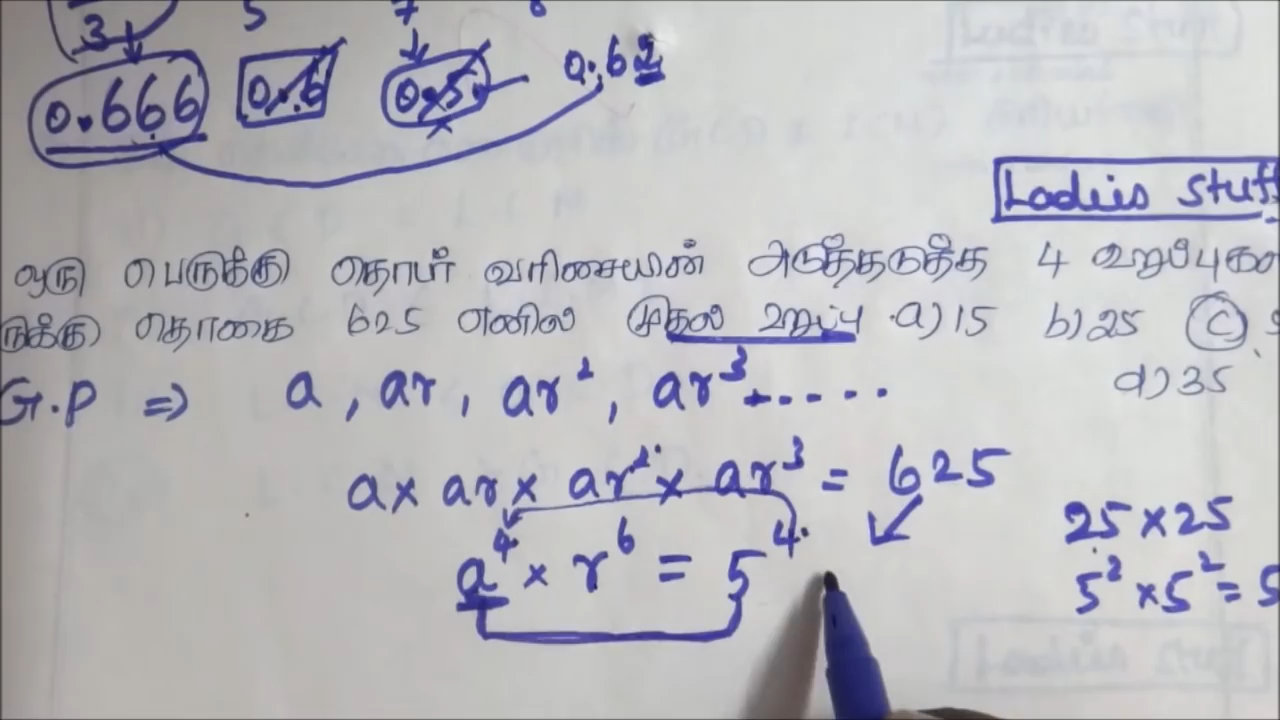 3 5 7 8
0.666 0.6 0.5 0.62
Ladies Stuff
ஒரு பெருக்கு தொடர் வரிசையின் அடுத்தடுத்த 4 உறுப்புகள
ருக்கு தொகை 625 எனில் முதல் உறுப்பு a) 15 b) 25 c)
d) 35
G.P ⇒ a, ar, ar², ar³.....
a × ar × ar² × ar³ = 625
25 × 25
a⁴ × r⁶ = 5⁴
5² × 5² = 5